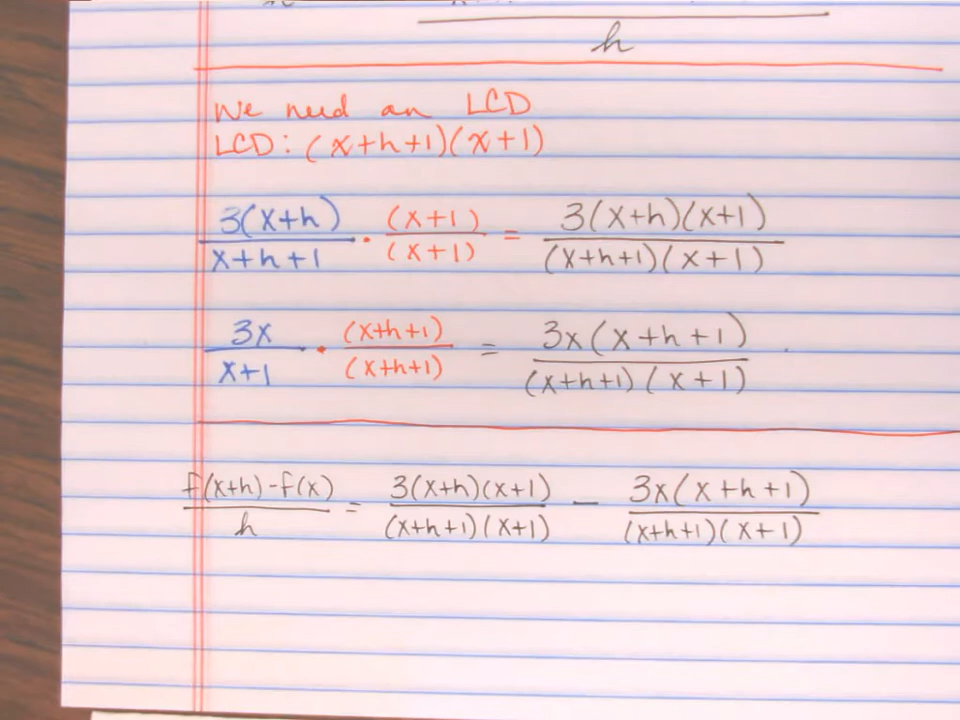 h
We need an LCD
LCD: (x+h+1)(x+1)
3(x+h)/(x+h+1) · (x+1)/(x+1) = 3(x+h)(x+1)/((x+h+1)(x+1))
3x/(x+1) · (x+h+1)/(x+h+1) = 3x(x+h+1)/((x+h+1)(x+1))
(f(x+h)-f(x))/h = 3(x+h)(x+1)/((x+h+1)(x+1)) - 3x(x+h+1)/((x+h+1)(x+1))